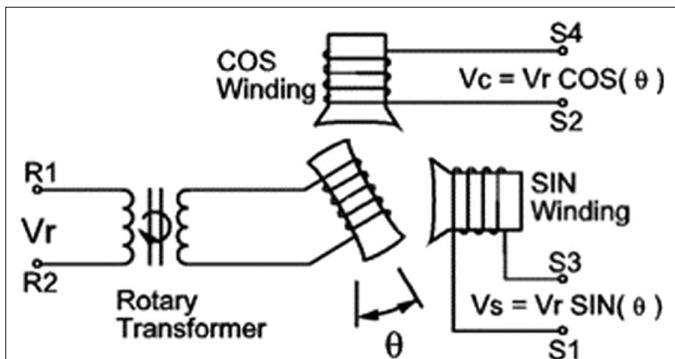 S4
COS
Winding
Vc = Vr COS( θ )
S2
R1
SIN
Winding
Vr
S3
R2
Rotary
Transformer
Vs = Vr SIN( θ )
θ
S1